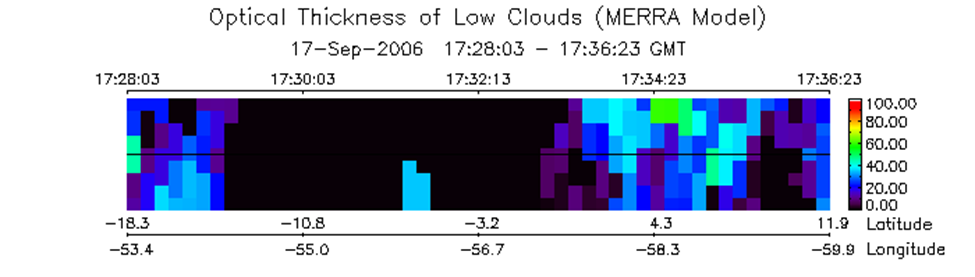 Optical Thickness of Low Clouds (MERRA Model)
17-Sep-2006 17:28:03 - 17:36:23 GMT
17:28:03 17:30:03 17:32:13 17:34:23 17:36:23
100.00
80.00
60.00
40.00
20.00
0.00
-18.3 -10.8 -3.2 4.3 11.9 Latitude
-53.4 -55.0 -56.7 -58.3 -59.9 Longitude